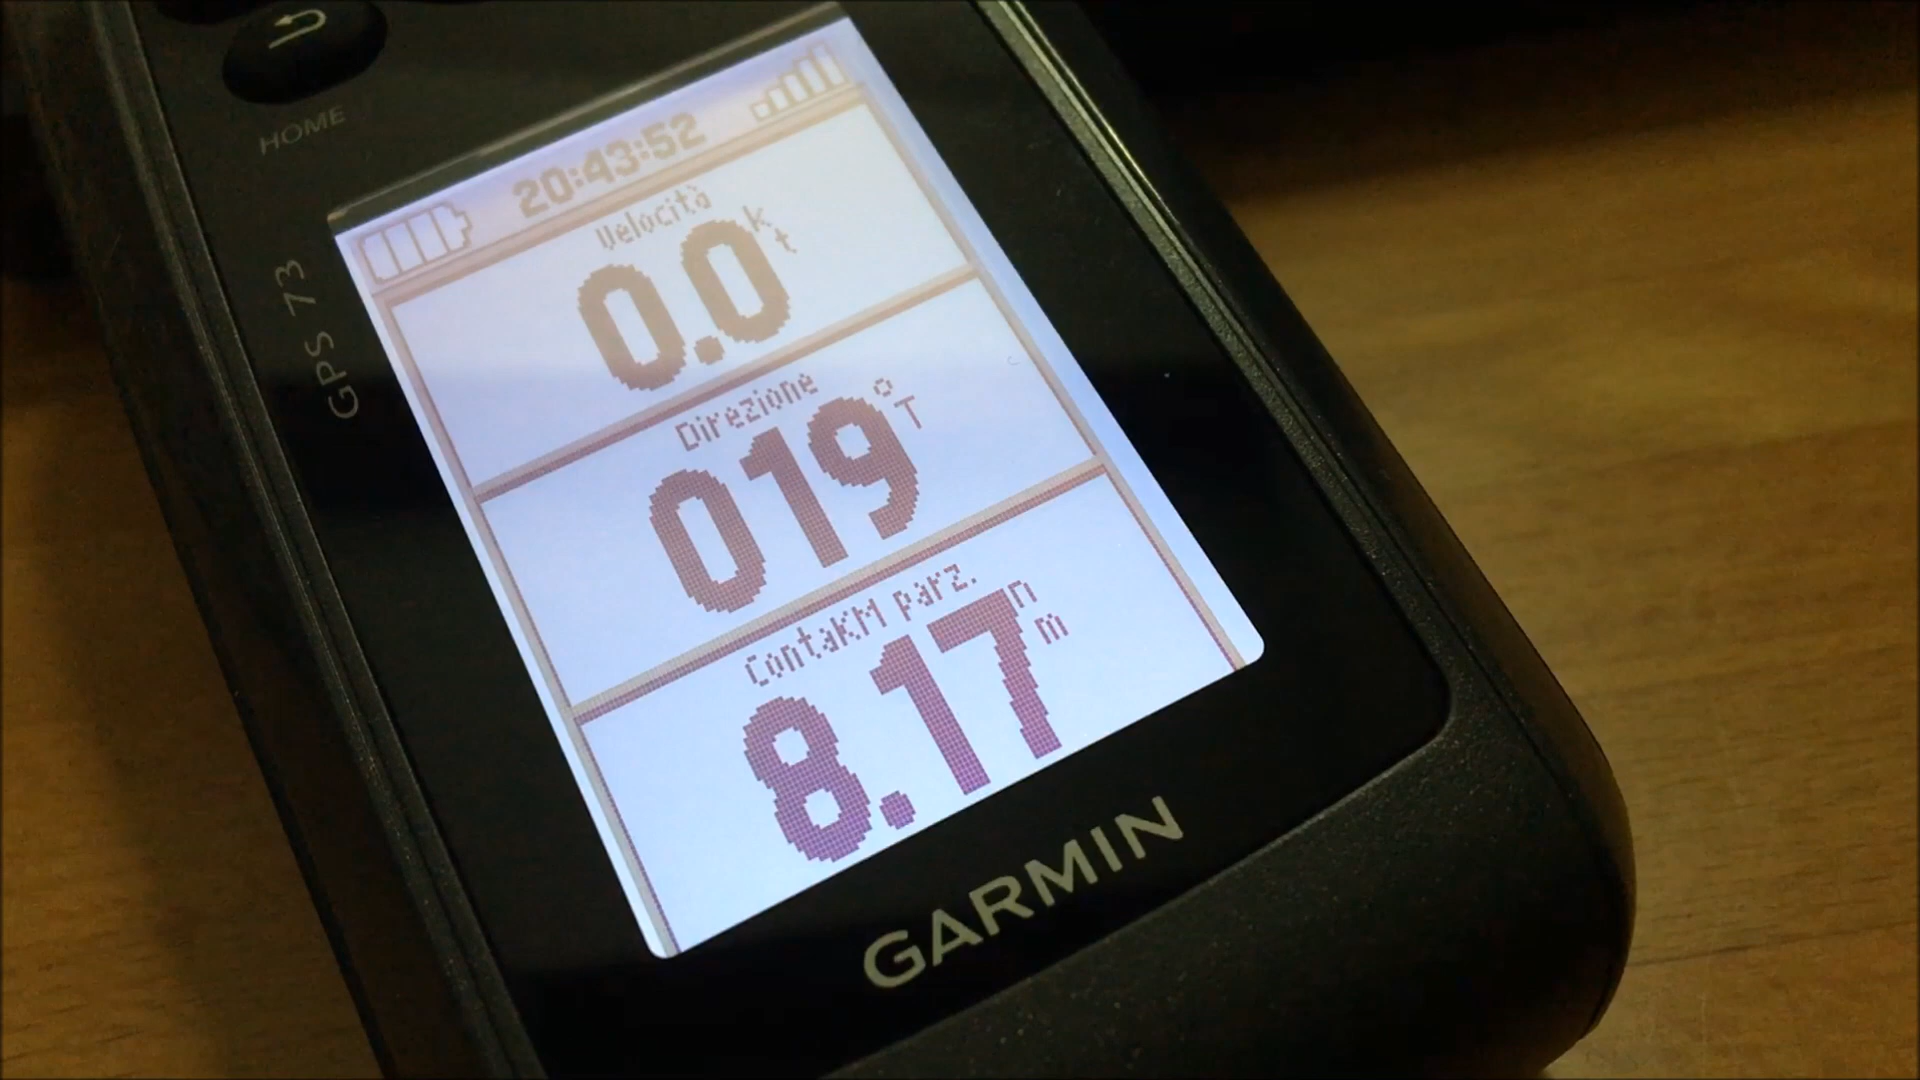 HOME
GPS 73
20:43:52
Velocità
0.0 kt
Direzione
019°T
ContaKM parz.
8.17 nm
GARMIN